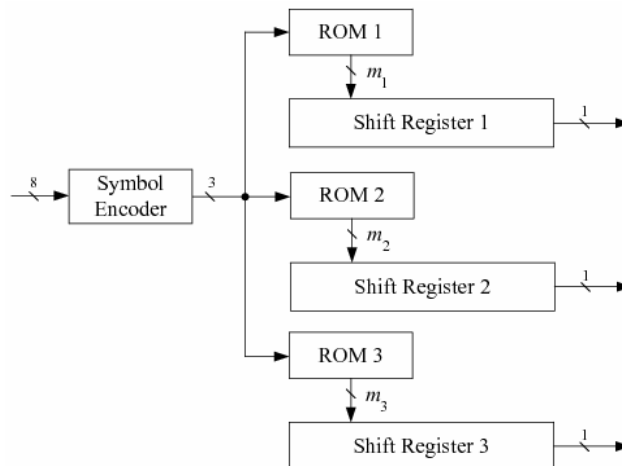 ROM 1
m1
1
Shift Register 1
8
Symbol
Encoder
3
ROM 2
m2
1
Shift Register 2
ROM 3
m3
1
Shift Register 3